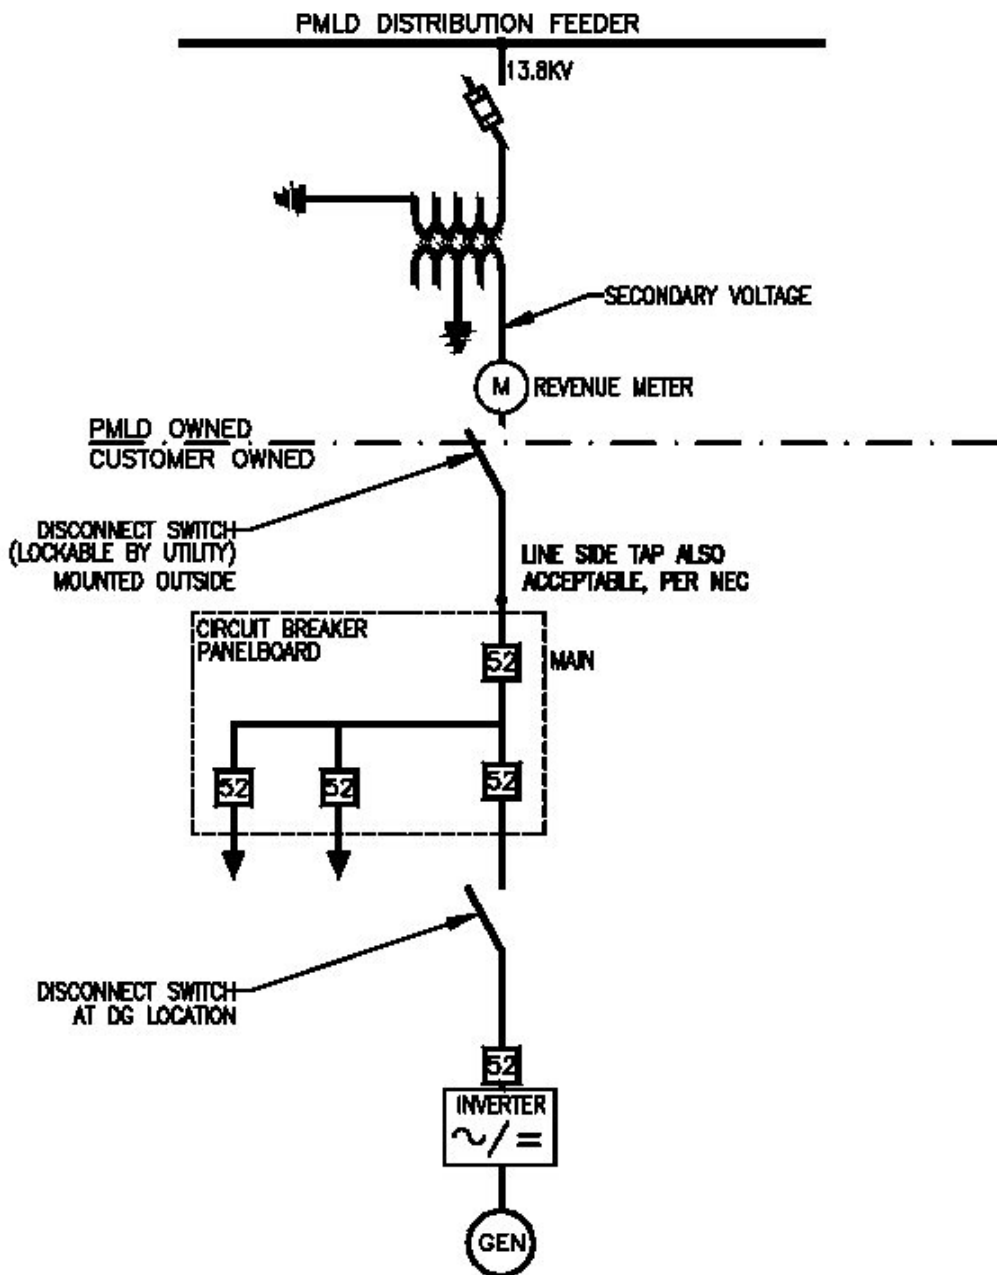 PMLD DISTRIBUTION FEEDER
13.8KV
SECONDARY VOLTAGE
M
REVENUE METER
PMLD OWNED
CUSTOMER OWNED
DISCONNECT SWITCH
(LOCKABLE BY UTILITY)
MOUNTED OUTSIDE
LINE SIDE TAP ALSO
ACCEPTABLE, PER NEC
CIRCUIT BREAKER
PANELBOARD
52
MAIN
52
52
52
DISCONNECT SWITCH
AT DG LOCATION
52
INVERTER
~/=
GEN